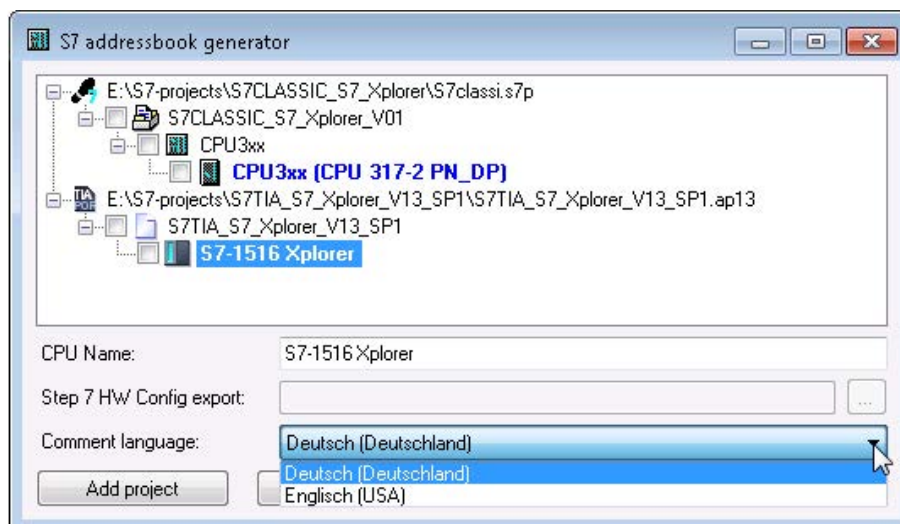 S7 addressbook generator
E:\S7-projects\S7CLASSIC_S7_Xplorer\S7classi.s7p
S7CLASSIC_S7_Xplorer_V01
CPU3xx
CPU3xx (CPU 317-2 PN_DP)
E:\S7-projects\S7TIA_S7_Xplorer_V13_SP1\S7TIA_S7_Xplorer_V13_SP1.ap13
S7TIA_S7_Xplorer_V13_SP1
S7-1516 Xplorer
CPU Name:
S7-1516 Xplorer
Step 7 HW Config export:
...
Comment language:
Deutsch (Deutschland)
Deutsch (Deutschland)
Englisch (USA)
Add project